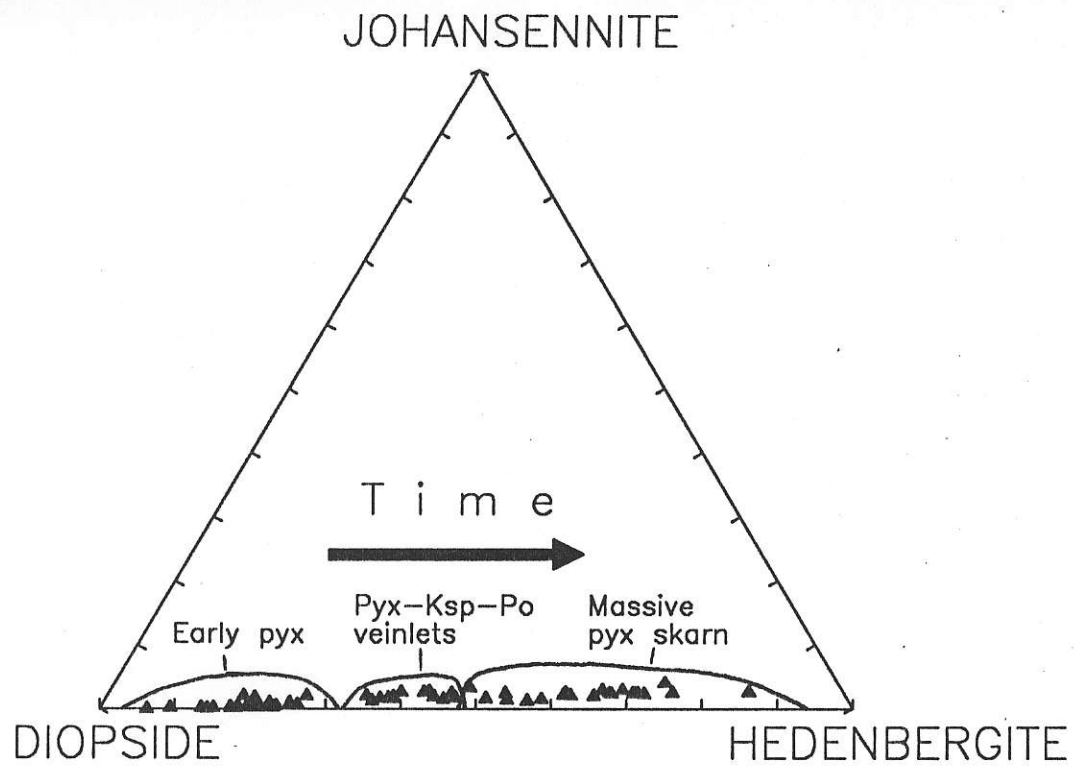 JOHANSENNITE
T i m e
Early pyx
Pyx-Ksp-Po
veinlets
Massive
pyx skarn
DIOPSIDE
HEDENBERGITE